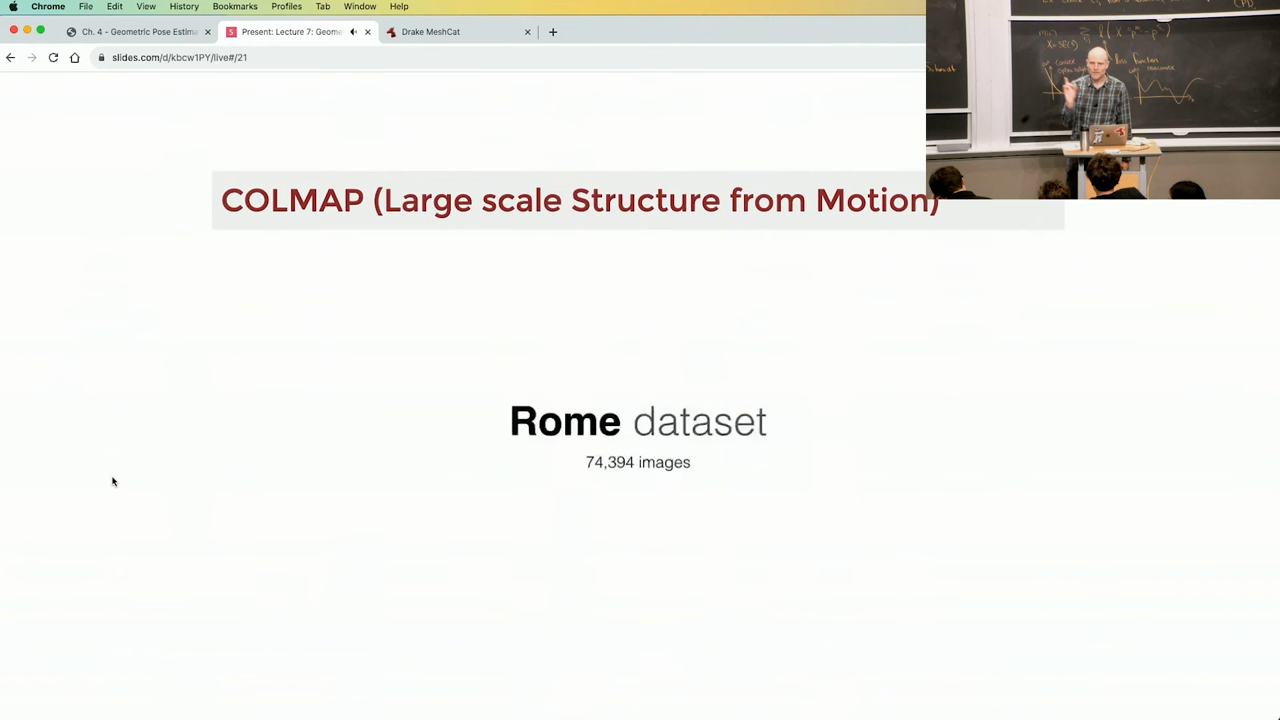 Chrome File Edit View History Bookmarks Profiles Tab Window Help
Ch. 4 - Geometric Pose Estima
Present: Lecture 7: Geome
Drake MeshCat
slides.com/d/kbcw1PY/live#/21
COLMAP (Large scale Structure from Motion)
Rome dataset
74,394 images